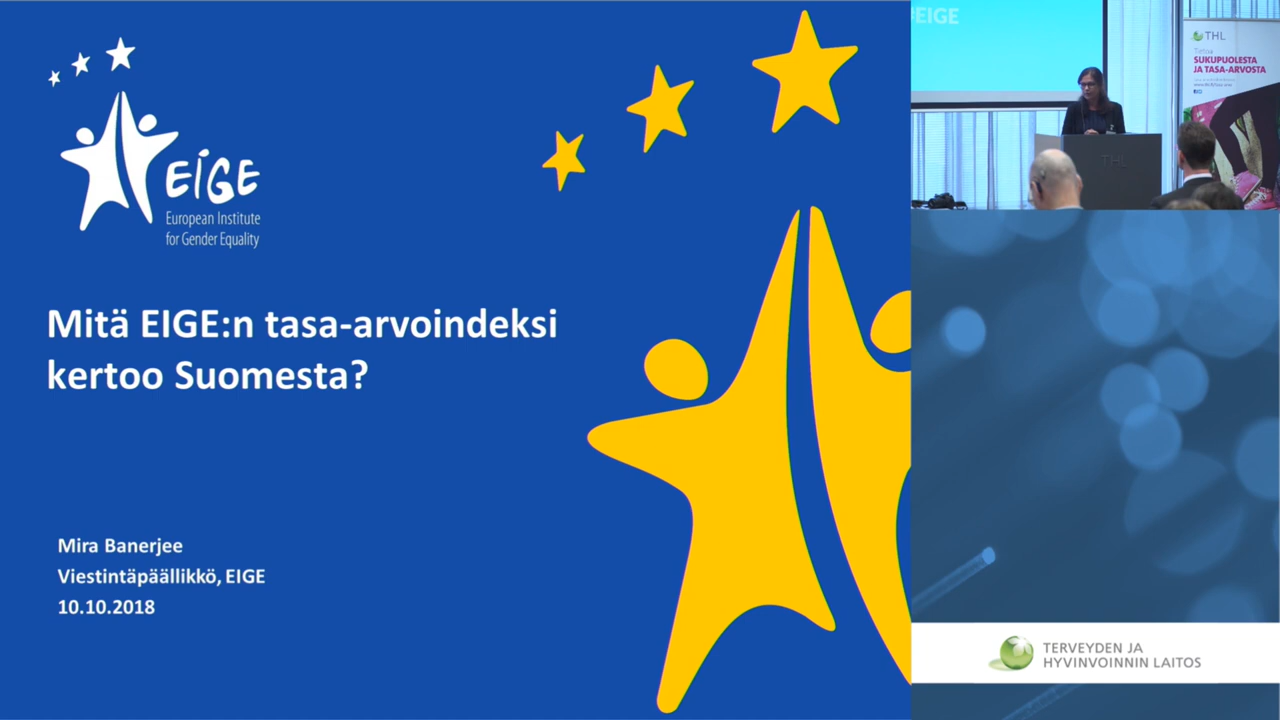 EIGE
European Institute
for Gender Equality
Mitä EIGE:n tasa-arvoindeksi
kertoo Suomesta?
Mira Banerjee
Viestintäpäällikkö, EIGE
10.10.2018
EIGE
THL
Tietoa
SUKUPUOLESTA
JA TASA-ARVOSTA
THL
TERVEYDEN JA
HYVINVOINNIN LAITOS